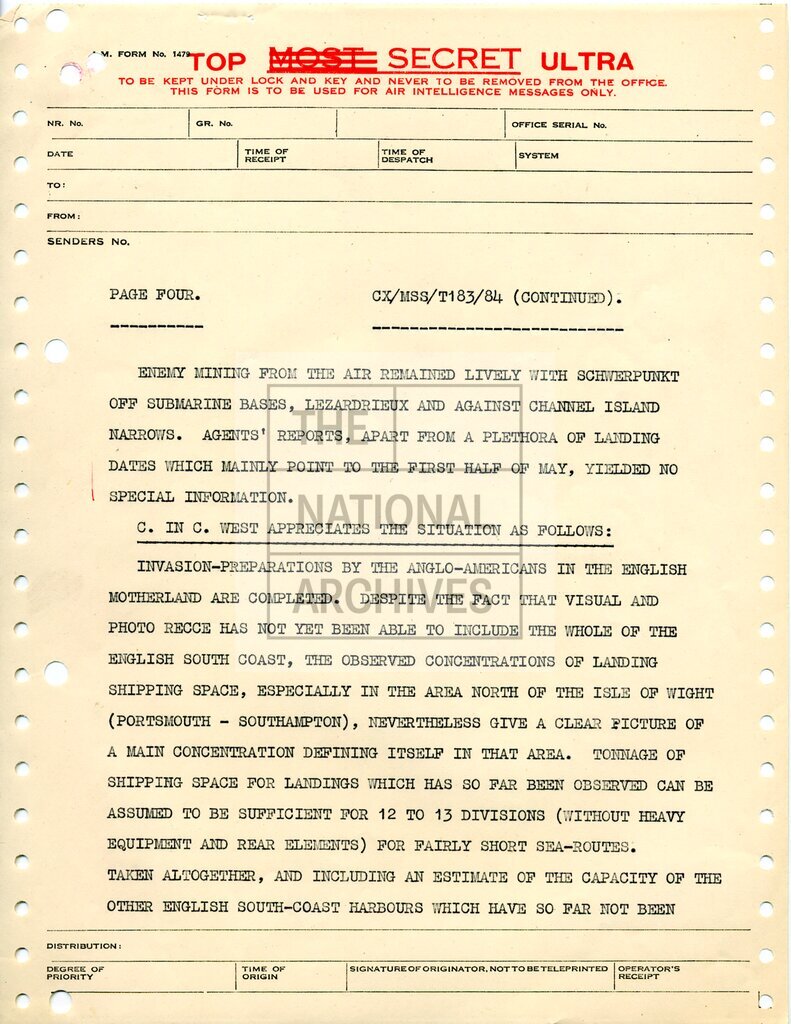 A.M. FORM No. 1479
TOP MOST SECRET ULTRA
TO BE KEPT UNDER LOCK AND KEY AND NEVER TO BE REMOVED FROM THE OFFICE.
THIS FORM IS TO BE USED FOR AIR INTELLIGENCE MESSAGES ONLY.
NR. No. GR. No. OFFICE SERIAL No.
DATE TIME OF RECEIPT TIME OF DESPATCH SYSTEM
TO:
FROM:
SENDERS No.
PAGE FOUR. CX/MSS/T183/84 (CONTINUED).
ENEMY MINING FROM THE AIR REMAINED LIVELY WITH SCHWERPUNKT
OFF SUBMARINE BASES, LEZARDRIEUX AND AGAINST CHANNEL ISLAND
NARROWS. AGENTS' REPORTS, APART FROM A PLETHORA OF LANDING
DATES WHICH MAINLY POINT TO THE FIRST HALF OF MAY, YIELDED NO
SPECIAL INFORMATION.
C. IN C. WEST APPRECIATES THE SITUATION AS FOLLOWS:
INVASION-PREPARATIONS BY THE ANGLO-AMERICANS IN THE ENGLISH
MOTHERLAND ARE COMPLETED. DESPITE THE FACT THAT VISUAL AND
PHOTO RECCE HAS NOT YET BEEN ABLE TO INCLUDE THE WHOLE OF THE
ENGLISH SOUTH COAST, THE OBSERVED CONCENTRATIONS OF LANDING
SHIPPING SPACE, ESPECIALLY IN THE AREA NORTH OF THE ISLE OF WIGHT
(PORTSMOUTH - SOUTHAMPTON), NEVERTHELESS GIVE A CLEAR PICTURE OF
A MAIN CONCENTRATION DEFINING ITSELF IN THAT AREA. TONNAGE OF
SHIPPING SPACE FOR LANDINGS WHICH HAS SO FAR BEEN OBSERVED CAN BE
ASSUMED TO BE SUFFICIENT FOR 12 TO 13 DIVISIONS (WITHOUT HEAVY
EQUIPMENT AND REAR ELEMENTS) FOR FAIRLY SHORT SEA-ROUTES.
TAKEN ALTOGETHER, AND INCLUDING AN ESTIMATE OF THE CAPACITY OF THE
OTHER ENGLISH SOUTH-COAST HARBOURS WHICH HAVE SO FAR NOT BEEN
THE
NATIONAL
ARCHIVES
DISTRIBUTION:
DEGREE OF PRIORITY TIME OF ORIGIN SIGNATURE OF ORIGINATOR, NOT TO BE TELEPRINTED OPERATOR'S RECEIPT